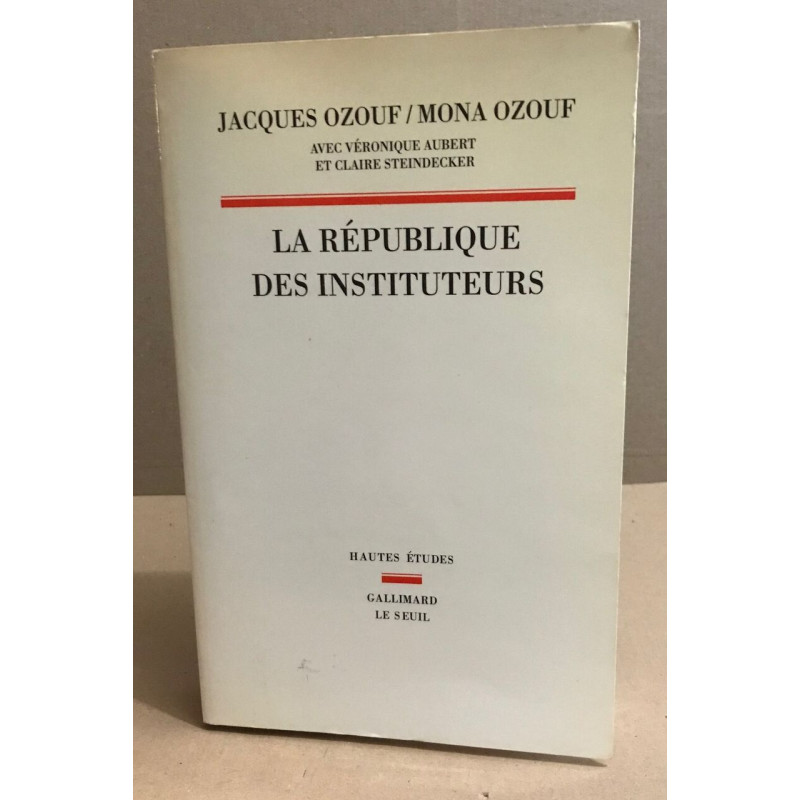 JACQUES OZOUF / MONA OZOUF
AVEC VÉRONIQUE AUBERT
ET CLAIRE STEINDECKER
LA RÉPUBLIQUE
DES INSTITUTEURS
HAUTES ÉTUDES
GALLIMARD
LE SEUIL